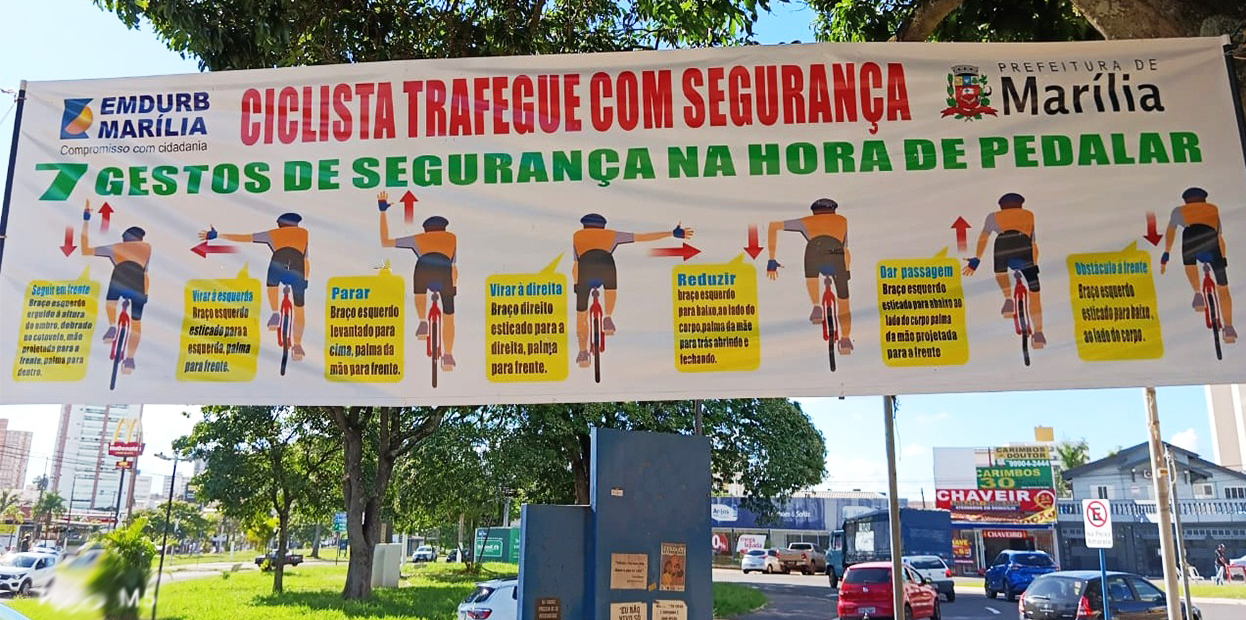 EMDURB
MARÍLIA
Compromisso com cidadania
CICLISTA TRAFEGUE COM SEGURANÇA
PREFEITURA DE
Marília
7 GESTOS DE SEGURANÇA NA HORA DE PEDALAR
Seguir em frente
Braço esquerdo
erguido à altura
do ombro, dobrado
no cotovelo, mão
projetada para a
frente, palma para
dentro.
Virar à esquerda
Braço esquerdo
esticado para a
esquerda, palma
para frente.
Parar
Braço esquerdo
levantado para
cima, palma da
mão para frente.
Virar à direita
Braço direito
esticado para a
direita, palma
para frente.
Reduzir
braço esquerdo
para baixo, ao lado do
corpo, palma da mão
para trás abrindo e
fechando.
Dar passagem
Braço esquerdo
esticado para abaixo ao
lado do corpo palma
da mão projetada
para a frente
Obstáculo à frente
Braço esquerdo
esticado para baixo,
ao lado do corpo.
CARIMBOS
DOUTOR
99904-2444
CARIMBOS
30
CHAVEIRO
24
CHAVEIRO
E